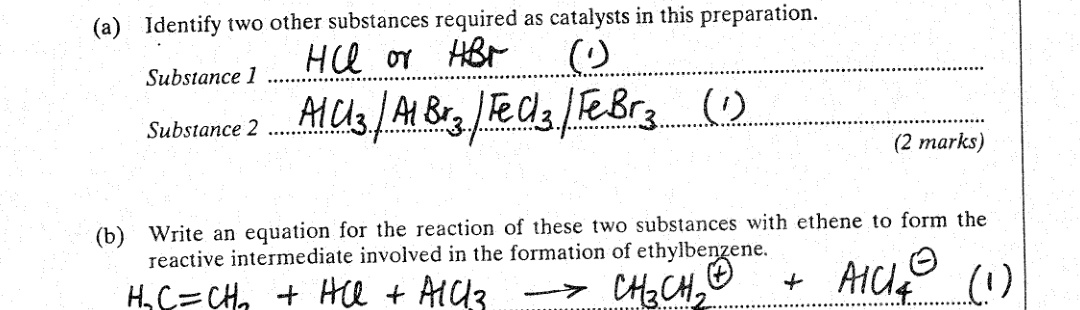 (a) Identify two other substances required as catalysts in this preparation.
Substance 1 HCl or HBr (1)
Substance 2 AlCl3/AlBr3/FeCl3/FeBr3 (1)
(2 marks)
(b) Write an equation for the reaction of these two substances with ethene to form the
reactive intermediate involved in the formation of ethylbenzene.
H2C=CH2 + HCl + AlCl3 → CH3CH2⊕ + AlCl4⊖ (1)